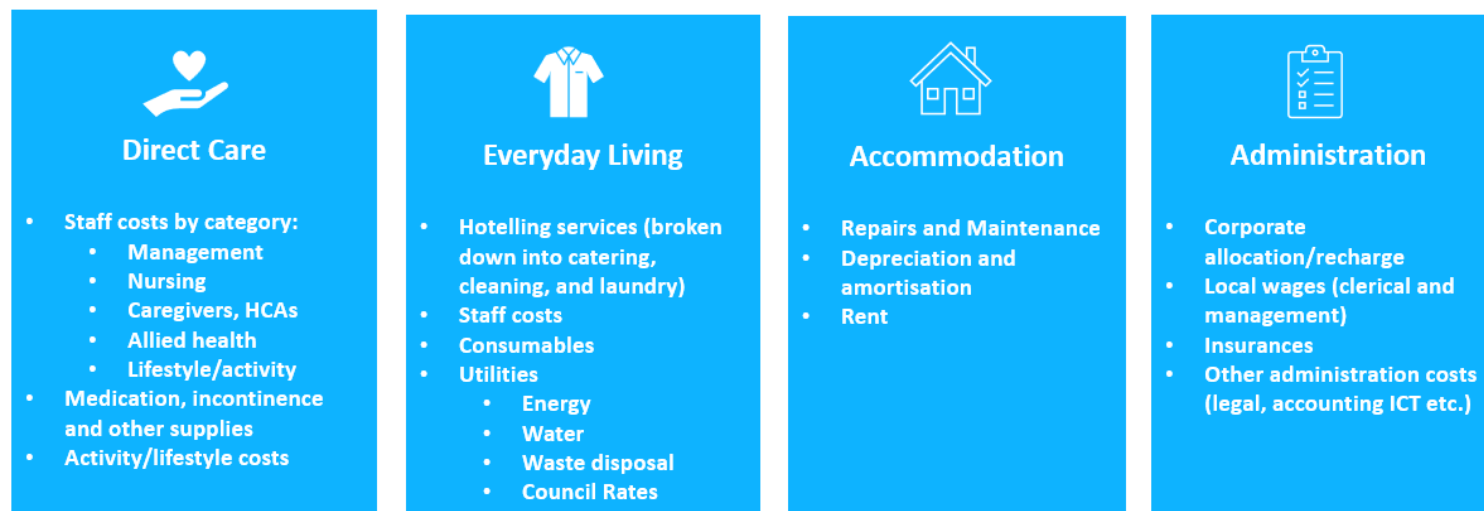 Direct Care
• Staff costs by category:
• Management
• Nursing
• Caregivers, HCAs
• Allied health
• Lifestyle/activity
• Medication, incontinence
and other supplies
• Activity/lifestyle costs
Everyday Living
• Hotelling services (broken
down into catering,
cleaning, and laundry)
• Staff costs
• Consumables
• Utilities
• Energy
• Water
• Waste disposal
• Council Rates
Accommodation
• Repairs and Maintenance
• Depreciation and
amortisation
• Rent
Administration
• Corporate
allocation/recharge
• Local wages (clerical and
management)
• Insurances
• Other administration costs
(legal, accounting ICT etc.)